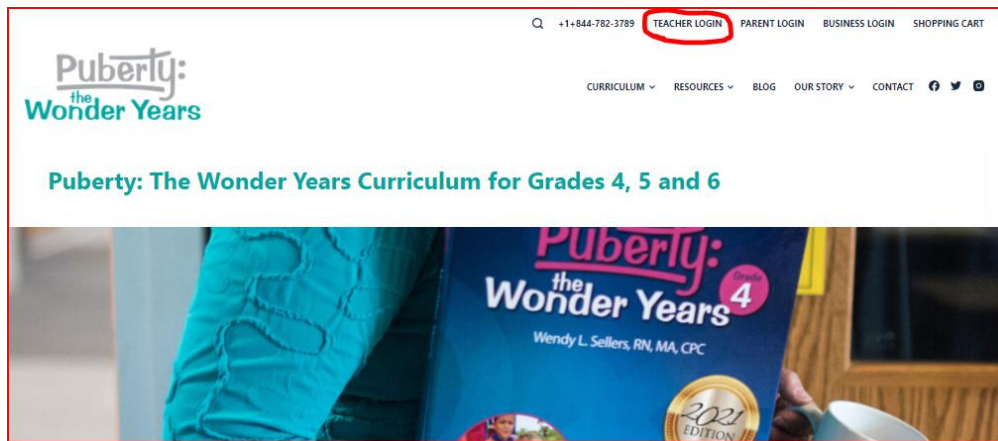 +1+844-782-3789 TEACHER LOGIN PARENT LOGIN BUSINESS LOGIN SHOPPING CART
Puberty:
the
Wonder Years
CURRICULUM RESOURCES BLOG OUR STORY CONTACT
Puberty: The Wonder Years Curriculum for Grades 4, 5 and 6
Puberty:
the
Wonder Years
Grade
4
Wendy L. Sellers, RN, MA, CPC
2021
EDITION